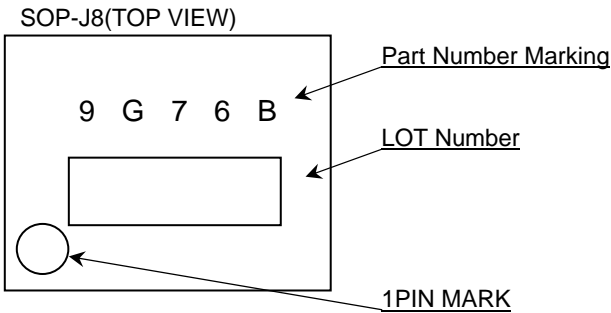 SOP-J8(TOP VIEW)
Part Number Marking
9 G 7 6 B
LOT Number
1PIN MARK